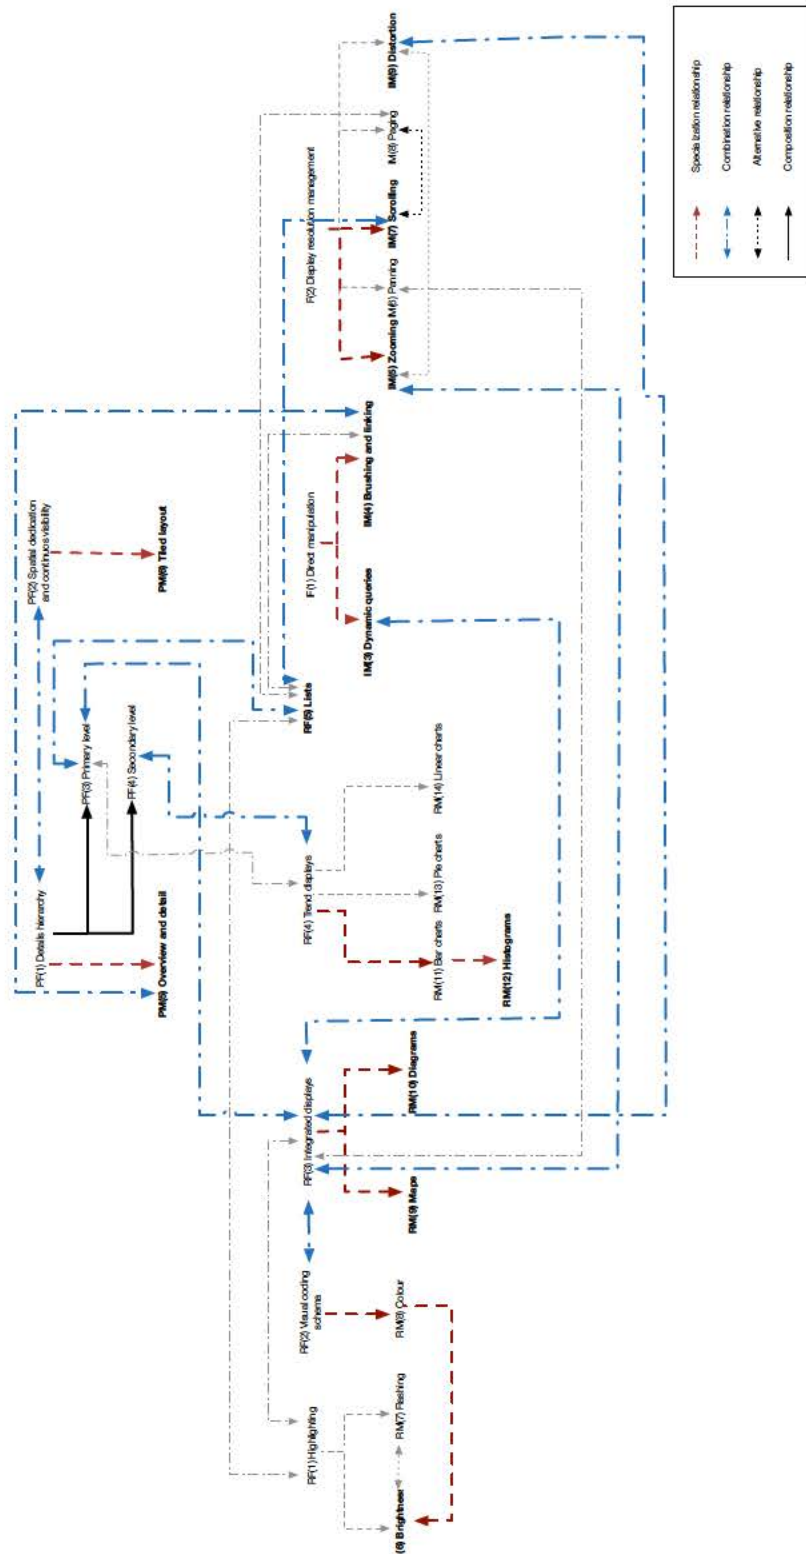 PF(1) Details hierarchy
PF(2) Spatial dedication
and continuos visibility
PM(5) Overview and detail
PF(3) Primary level
PF(4) Secondary level
PM(6) Tiled layout
RF(1) Highlighting
RF(2) Visual coding
schema
RF(3) Integrated displays
RF(4) Trend displays
RF(5) Lists
IF(1) Direct manipulation
IF(2) Display resolution management
(6) Brightness
RM(7) Flashing
RM(8) Colour
RM(9) Maps
RM(10) Diagrams
RM(11) Bar charts
RM(13) Pie charts
RM(14) Linear charts
RM(12) Histograms
IM(3) Dynamic queries
IM(4) Brushing and linking
IM(5) Zooming
IM(6) Panning
IM(7) Scrolling
IM(8) Paging
IM(9) Distortion
Specialization relationship
Combination relationship
Alternative relationship
Composition relationship